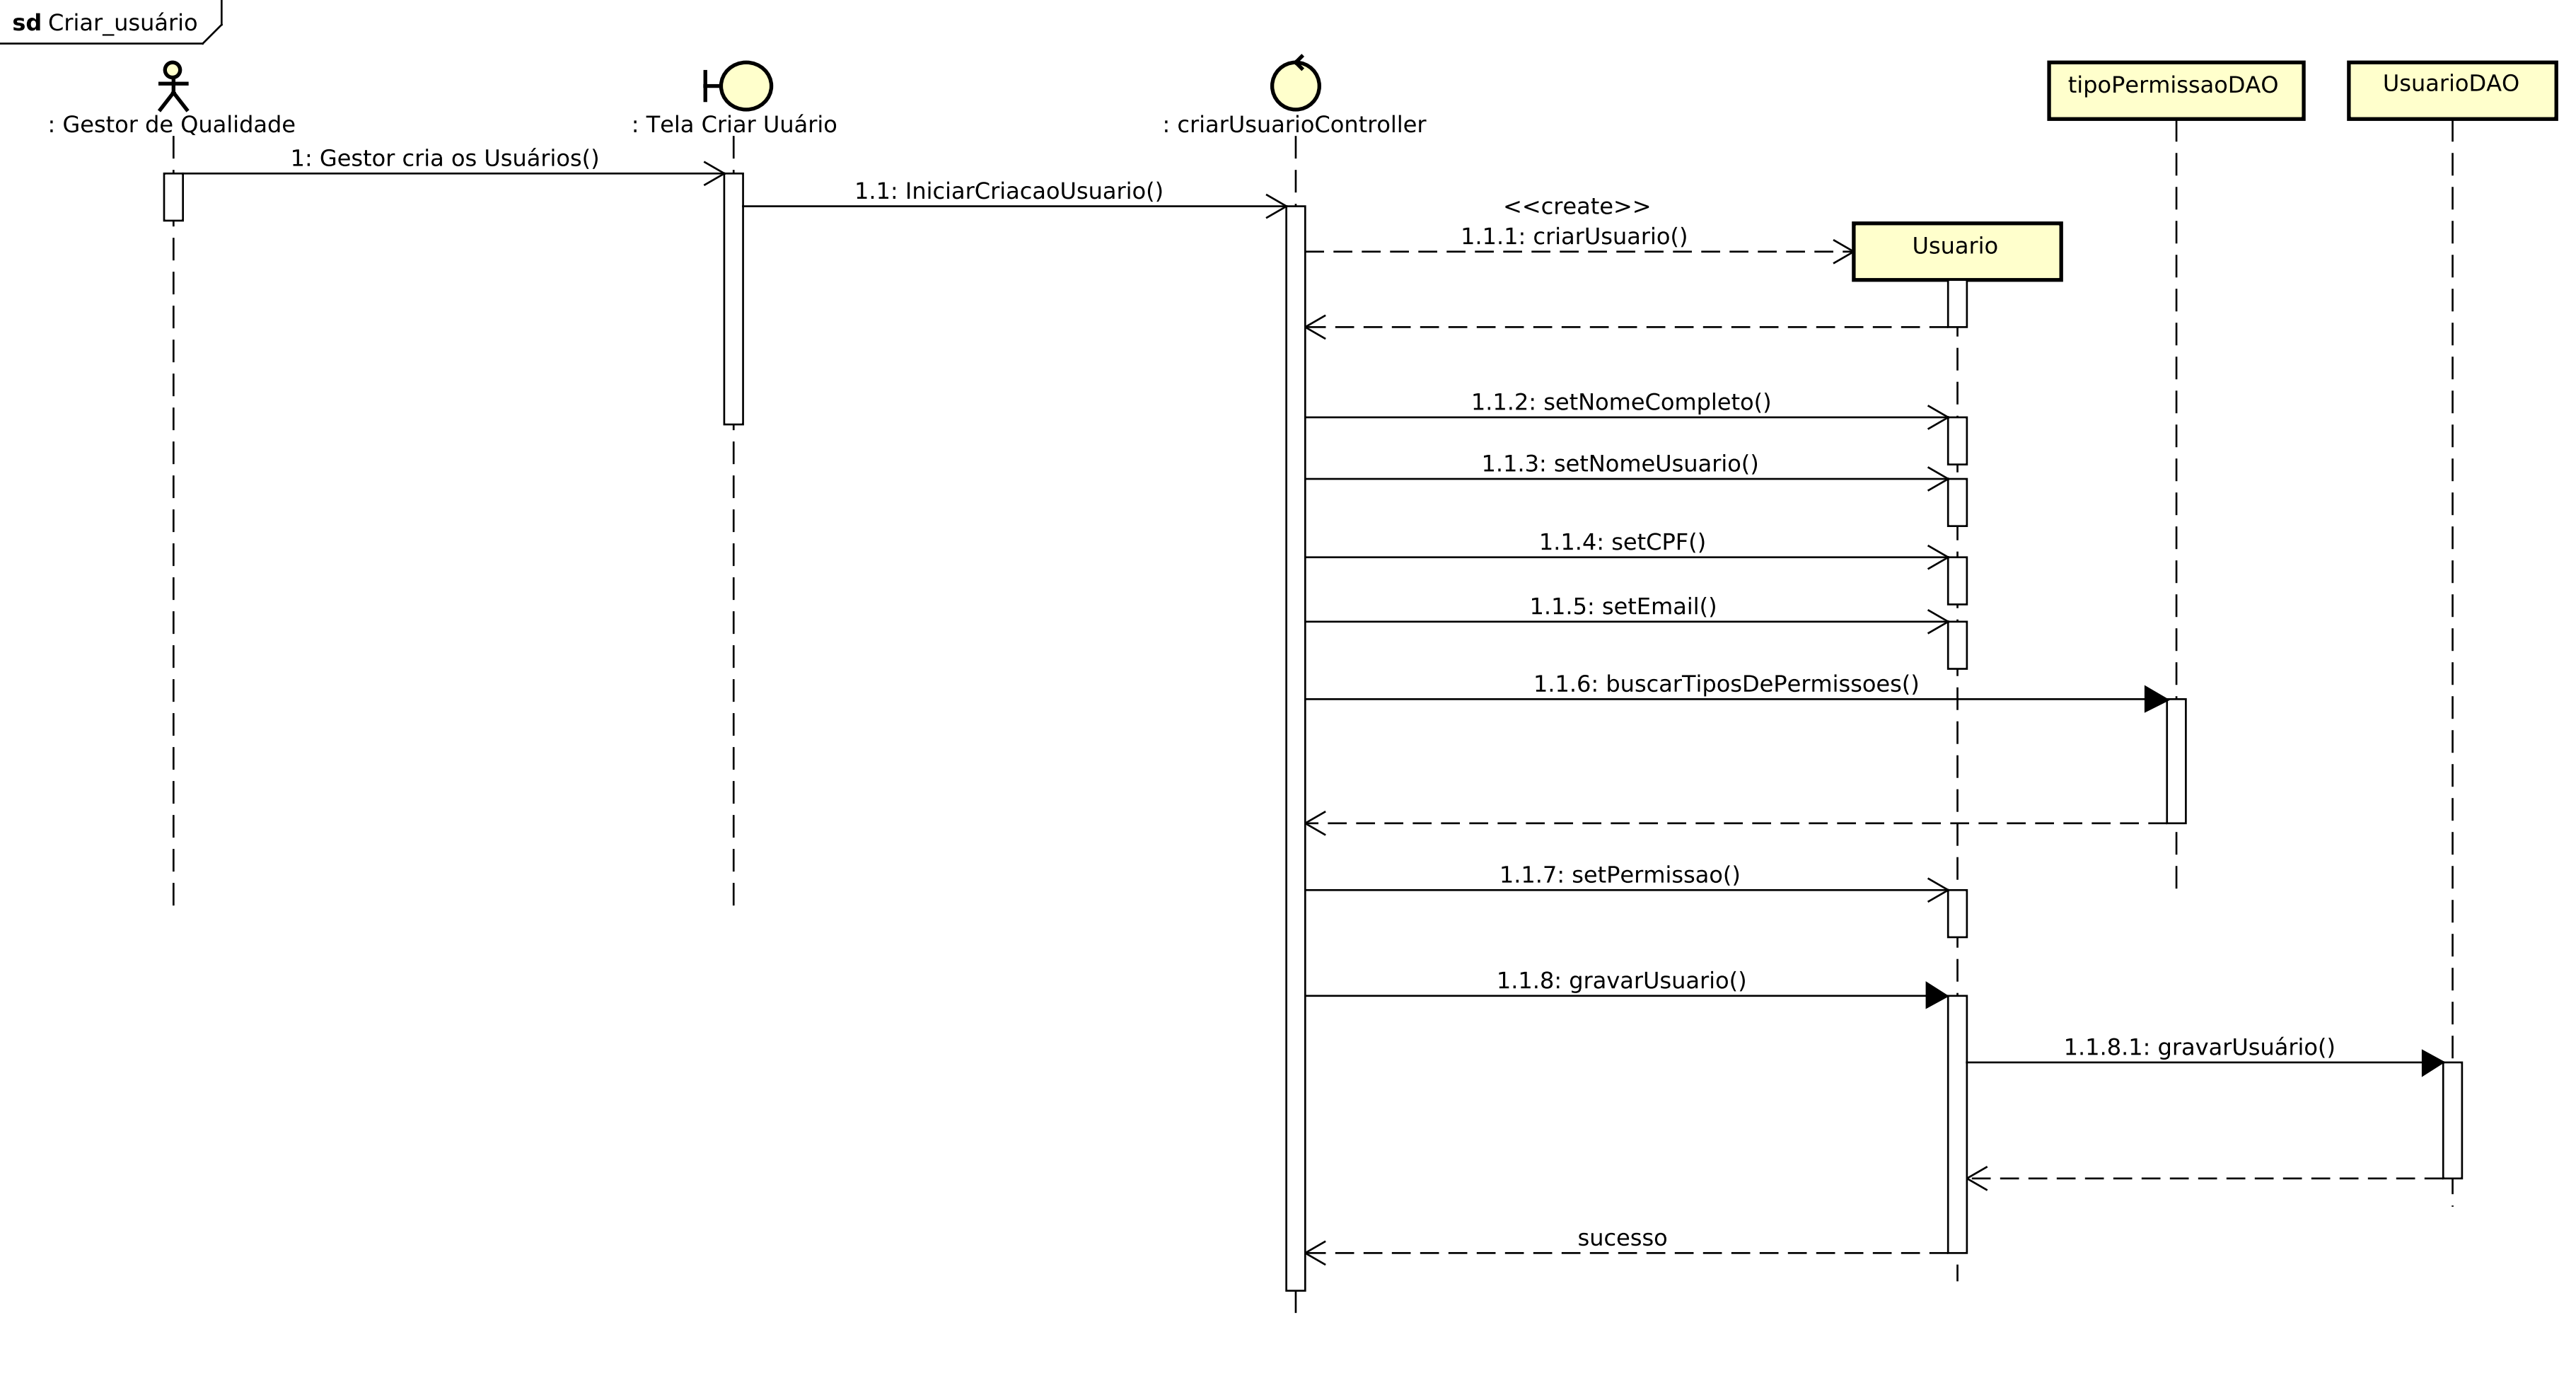 sd Criar_usuário
: Gestor de Qualidade
: Tela Criar Uuário
: criarUsuarioController
tipoPermissaoDAO
UsuarioDAO
1: Gestor cria os Usuários()
1.1: IniciarCriacaoUsuario()
<<create>>
1.1.1: criarUsuario()
Usuario
1.1.2: setNomeCompleto()
1.1.3: setNomeUsuario()
1.1.4: setCPF()
1.1.5: setEmail()
1.1.6: buscarTiposDePermissoes()
1.1.7: setPermissao()
1.1.8: gravarUsuario()
1.1.8.1: gravarUsuário()
sucesso